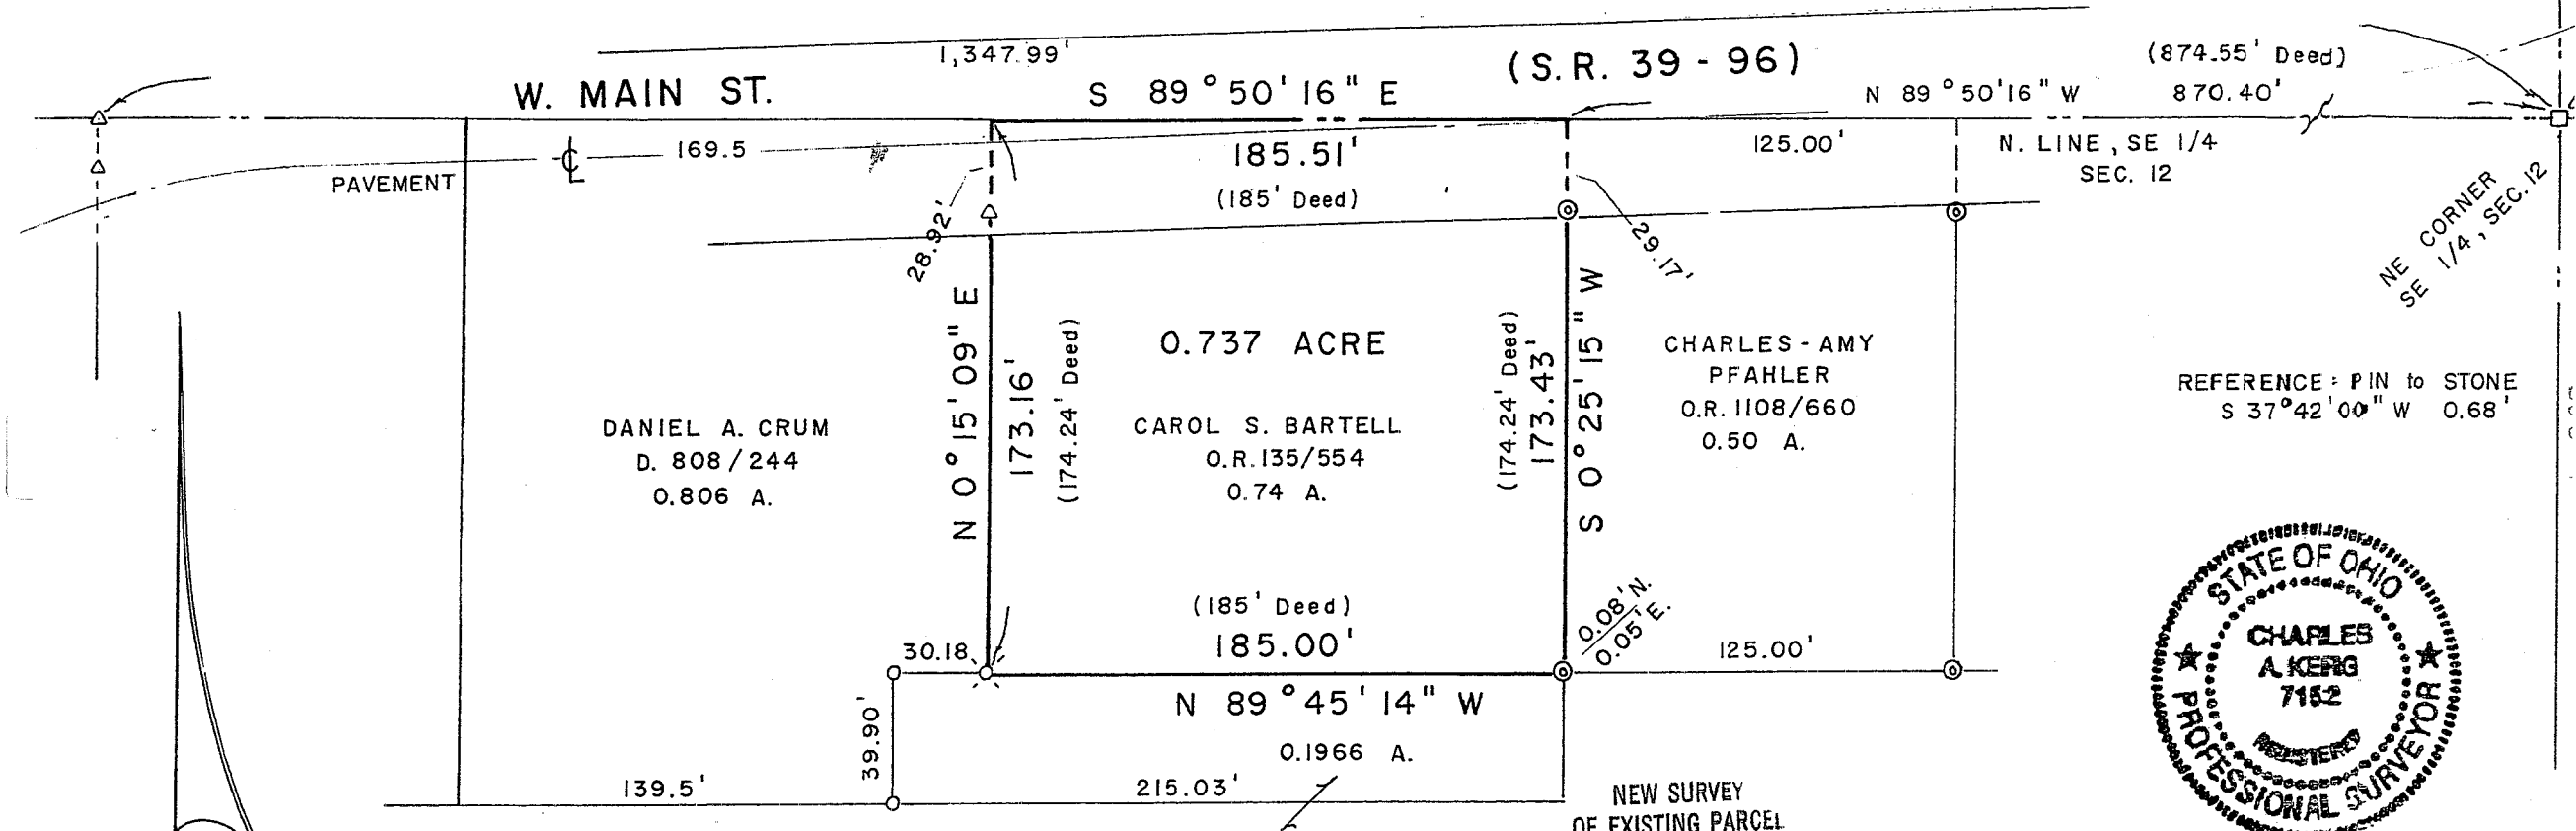 1,347.99'
W. MAIN ST.
S 89°50'16" E
(S.R. 39 - 96)
(874.55' Deed)
N 89°50'16" W
870.40'
℄
169.5
PAVEMENT
185.51'
(185' Deed)
125.00'
N. LINE, SE 1/4
SEC. 12
28.92'
29.17'
NE CORNER
SE 1/4, SEC. 12
N 0°15'09" E
173.16'
(174.24' Deed)
0.737 ACRE
CAROL S. BARTELL
O.R. 135/554
0.74 A.
(174.24' Deed)
173.43'
S 0°25'15" W
DANIEL A. CRUM
D. 808/244
0.806 A.
CHARLES - AMY
PFAHLER
O.R. 1108/660
0.50 A.
REFERENCE: PIN to STONE
S 37°42'00" W 0.68'
(185' Deed)
185.00'
0.08' N.
0.05' E.
30.18
125.00'
N 89°45'14" W
39.90'
0.1966 A.
139.5'
215.03'
NEW SURVEY
OF EXISTING PARCEL
STATE OF OHIO
CHARLES
A. KERG
7152
REGISTERED
PROFESSIONAL SURVEYOR